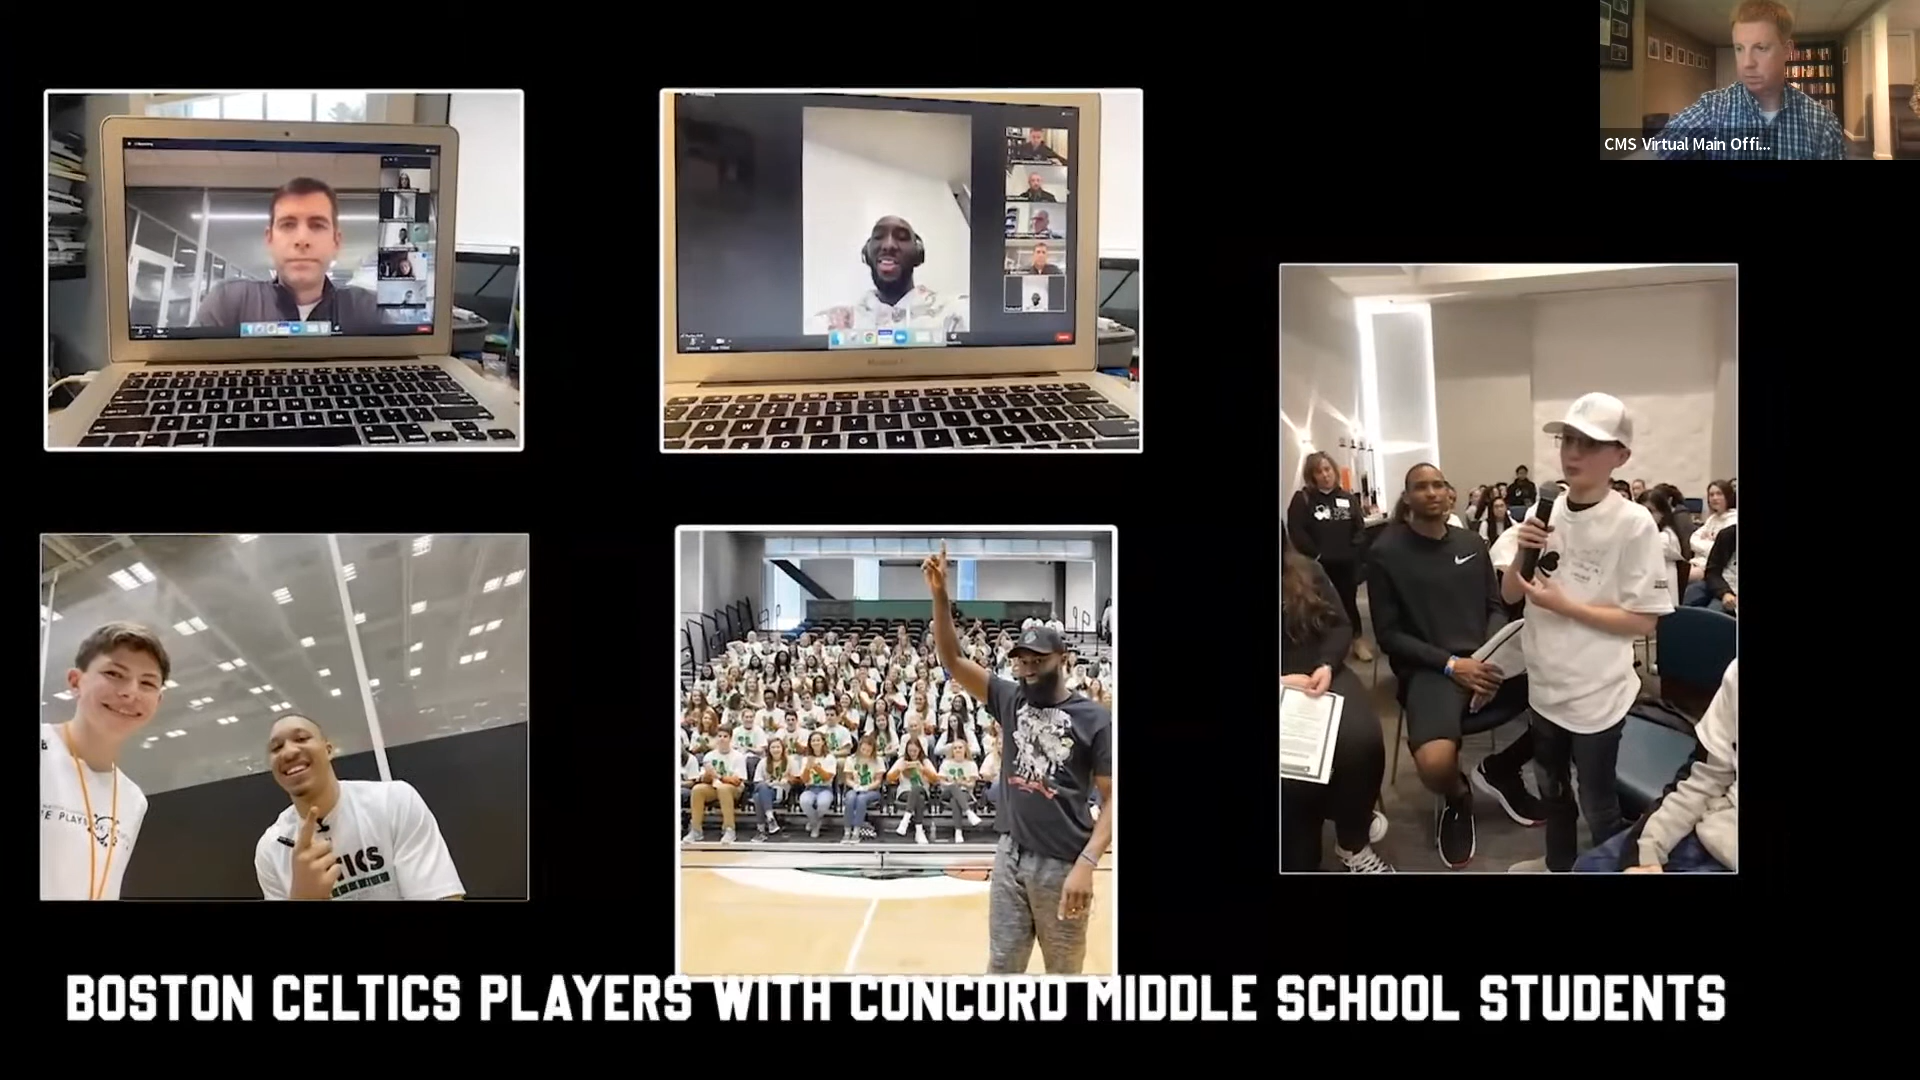 CMS Virtual Main Offi...
BOSTON CELTICS PLAYERS WITH CONCORD MIDDLE SCHOOL STUDENTS